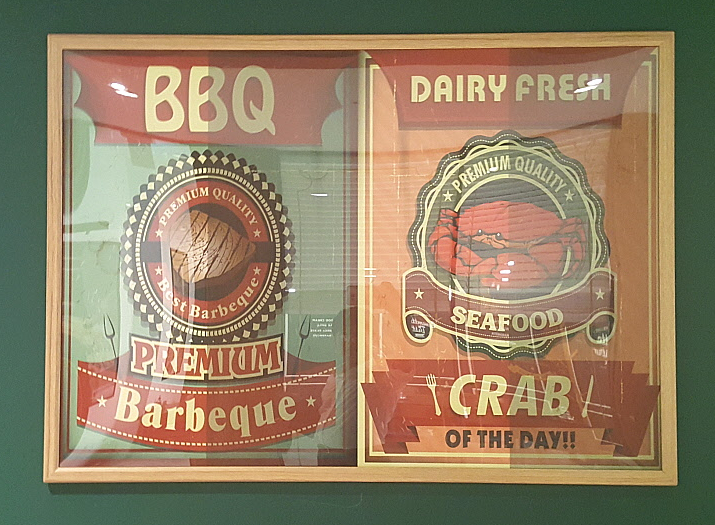 BBQ
PREMIUM QUALITY
Best Barbeque
PREMIUM
Barbeque
DAIRY FRESH
PREMIUM QUALITY
SEAFOOD
CRAB
OF THE DAY!!